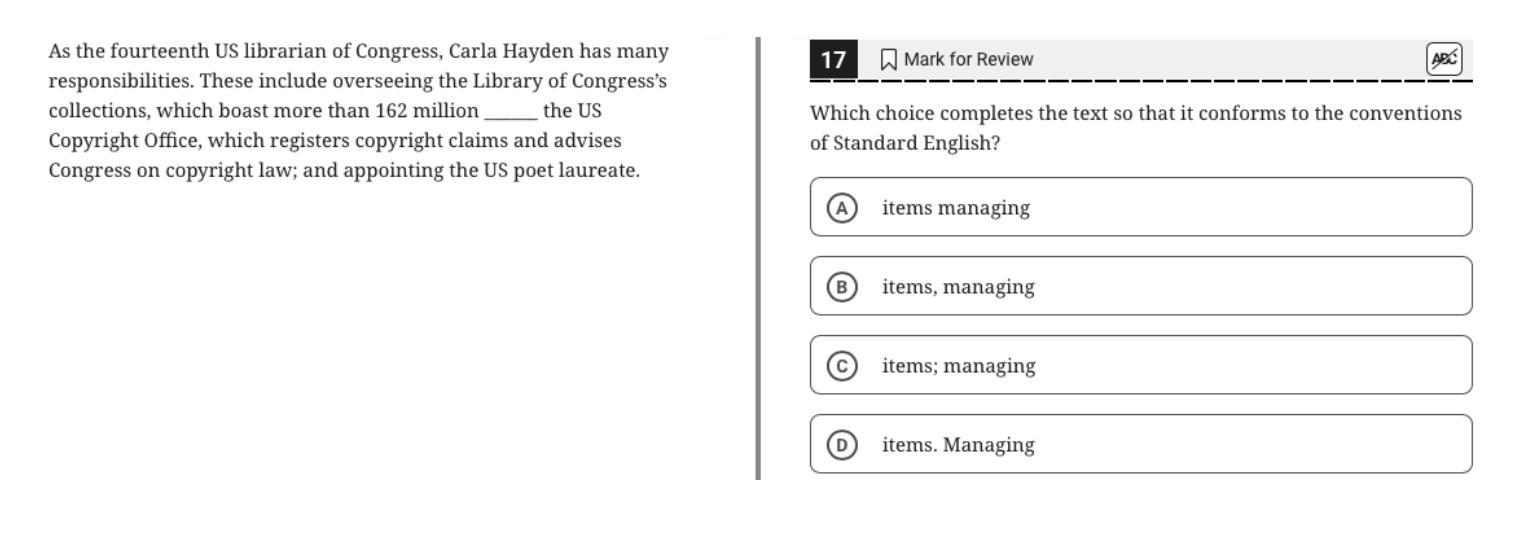 As the fourteenth US librarian of Congress, Carla Hayden has many
responsibilities. These include overseeing the Library of Congress’s
collections, which boast more than 162 million ______ the US
Copyright Office, which registers copyright claims and advises
Congress on copyright law; and appointing the US poet laureate.
17 Mark for Review ABC
Which choice completes the text so that it conforms to the conventions
of Standard English?
A items managing
B items, managing
C items; managing
D items. Managing